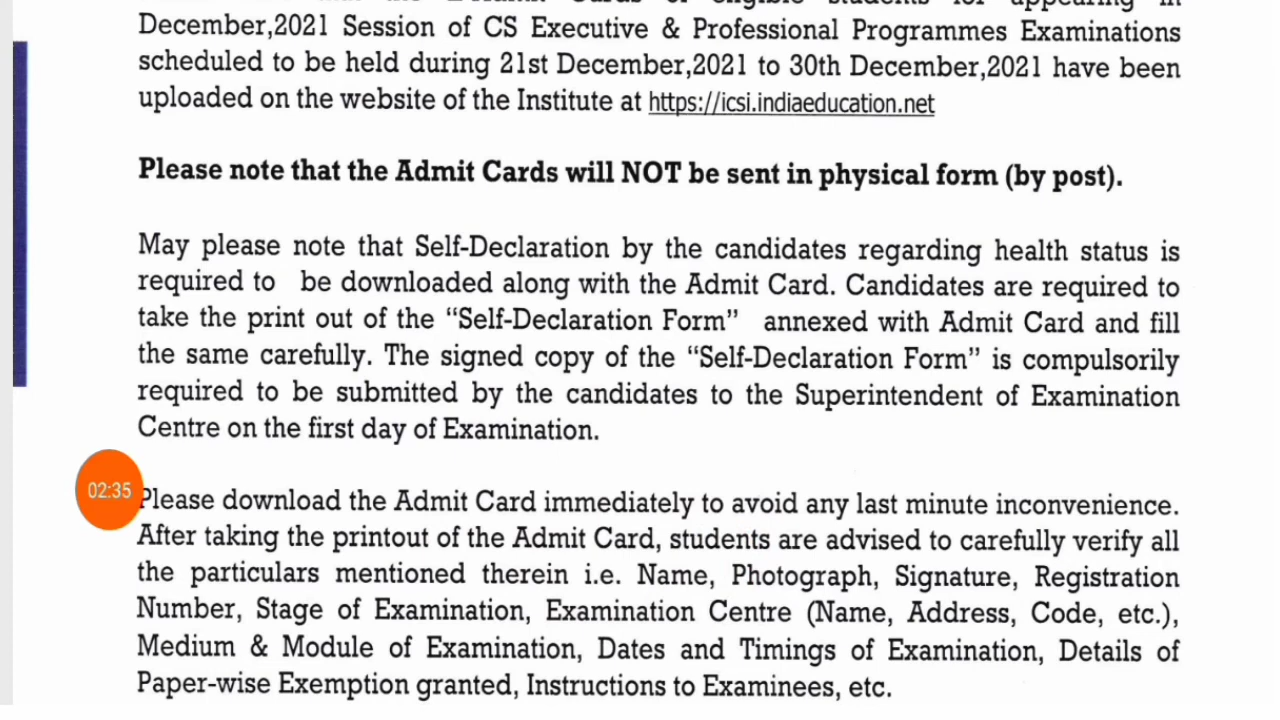 December,2021 Session of CS Executive & Professional Programmes Examinations
scheduled to be held during 21st December,2021 to 30th December,2021 have been
uploaded on the website of the Institute at https://icsi.indiaeducation.net
Please note that the Admit Cards will NOT be sent in physical form (by post).
May please note that Self-Declaration by the candidates regarding health status is
required to be downloaded along with the Admit Card. Candidates are required to
take the print out of the “Self-Declaration Form” annexed with Admit Card and fill
the same carefully. The signed copy of the “Self-Declaration Form” is compulsorily
required to be submitted by the candidates to the Superintendent of Examination
Centre on the first day of Examination.
02:35
Please download the Admit Card immediately to avoid any last minute inconvenience.
After taking the printout of the Admit Card, students are advised to carefully verify all
the particulars mentioned therein i.e. Name, Photograph, Signature, Registration
Number, Stage of Examination, Examination Centre (Name, Address, Code, etc.),
Medium & Module of Examination, Dates and Timings of Examination, Details of
Paper-wise Exemption granted, Instructions to Examinees, etc.